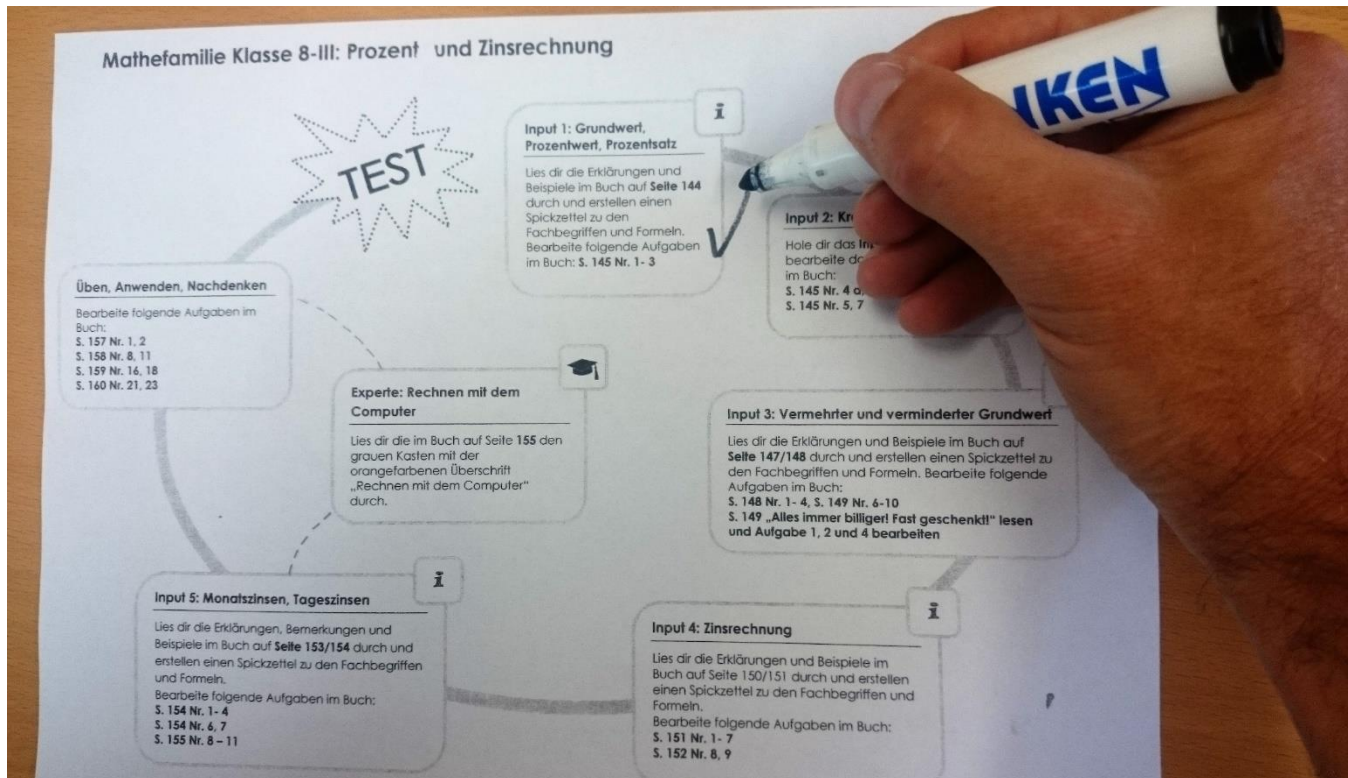 Mathefamilie Klasse 8-III: Prozent und Zinsrechnung
TEST
i
Input 1: Grundwert,
Prozentwert, Prozentsatz
Lies dir die Erklärungen und
Beispiele im Buch auf Seite 144
durch und erstellen einen
Spickzettel zu den
Fachbegriffen und Formeln.
Bearbeite folgende Aufgaben
im Buch: S. 145 Nr. 1- 3
Input 2:
Hole dir das
bearbeite
im Buch:
S. 145 Nr. 4 a,
S. 145 Nr. 5, 7
Input 3: Vermehrter und verminderter Grundwert
Lies dir die Erklärungen und Beispiele im Buch auf
Seite 147/148 durch und erstellen einen Spickzettel zu
den Fachbegriffen und Formeln. Bearbeite folgende
Aufgaben im Buch:
S. 148 Nr. 1- 4, S. 149 Nr. 6-10
S. 149 „Alles immer billiger! Fast geschenkt!" lesen
und Aufgabe 1, 2 und 4 bearbeiten
i
Input 4: Zinsrechnung
Lies dir die Erklärungen und Beispiele im
Buch auf Seite 150/151 durch und erstellen
einen Spickzettel zu den Fachbegriffen und
Formeln.
Bearbeite folgende Aufgaben im Buch:
S. 151 Nr. 1- 7
S. 152 Nr. 8, 9
i
Input 5: Monatszinsen, Tageszinsen
Lies dir die Erklärungen, Bemerkungen und
Beispiele im Buch auf Seite 153/154 durch und
erstellen einen Spickzettel zu den Fachbegriffen
und Formeln.
Bearbeite folgende Aufgaben im Buch:
S. 154 Nr. 1- 4
S. 154 Nr. 6, 7
S. 155 Nr. 8 – 11
Experte: Rechnen mit dem
Computer
Lies dir die im Buch auf Seite 155 den
grauen Kasten mit der
orangefarbenen Überschrift
„Rechnen mit dem Computer"
durch.
Üben, Anwenden, Nachdenken
Bearbeite folgende Aufgaben im
Buch:
S. 157 Nr. 1, 2
S. 158 Nr. 8, 11
S. 159 Nr. 16, 18
S. 160 Nr. 21, 23